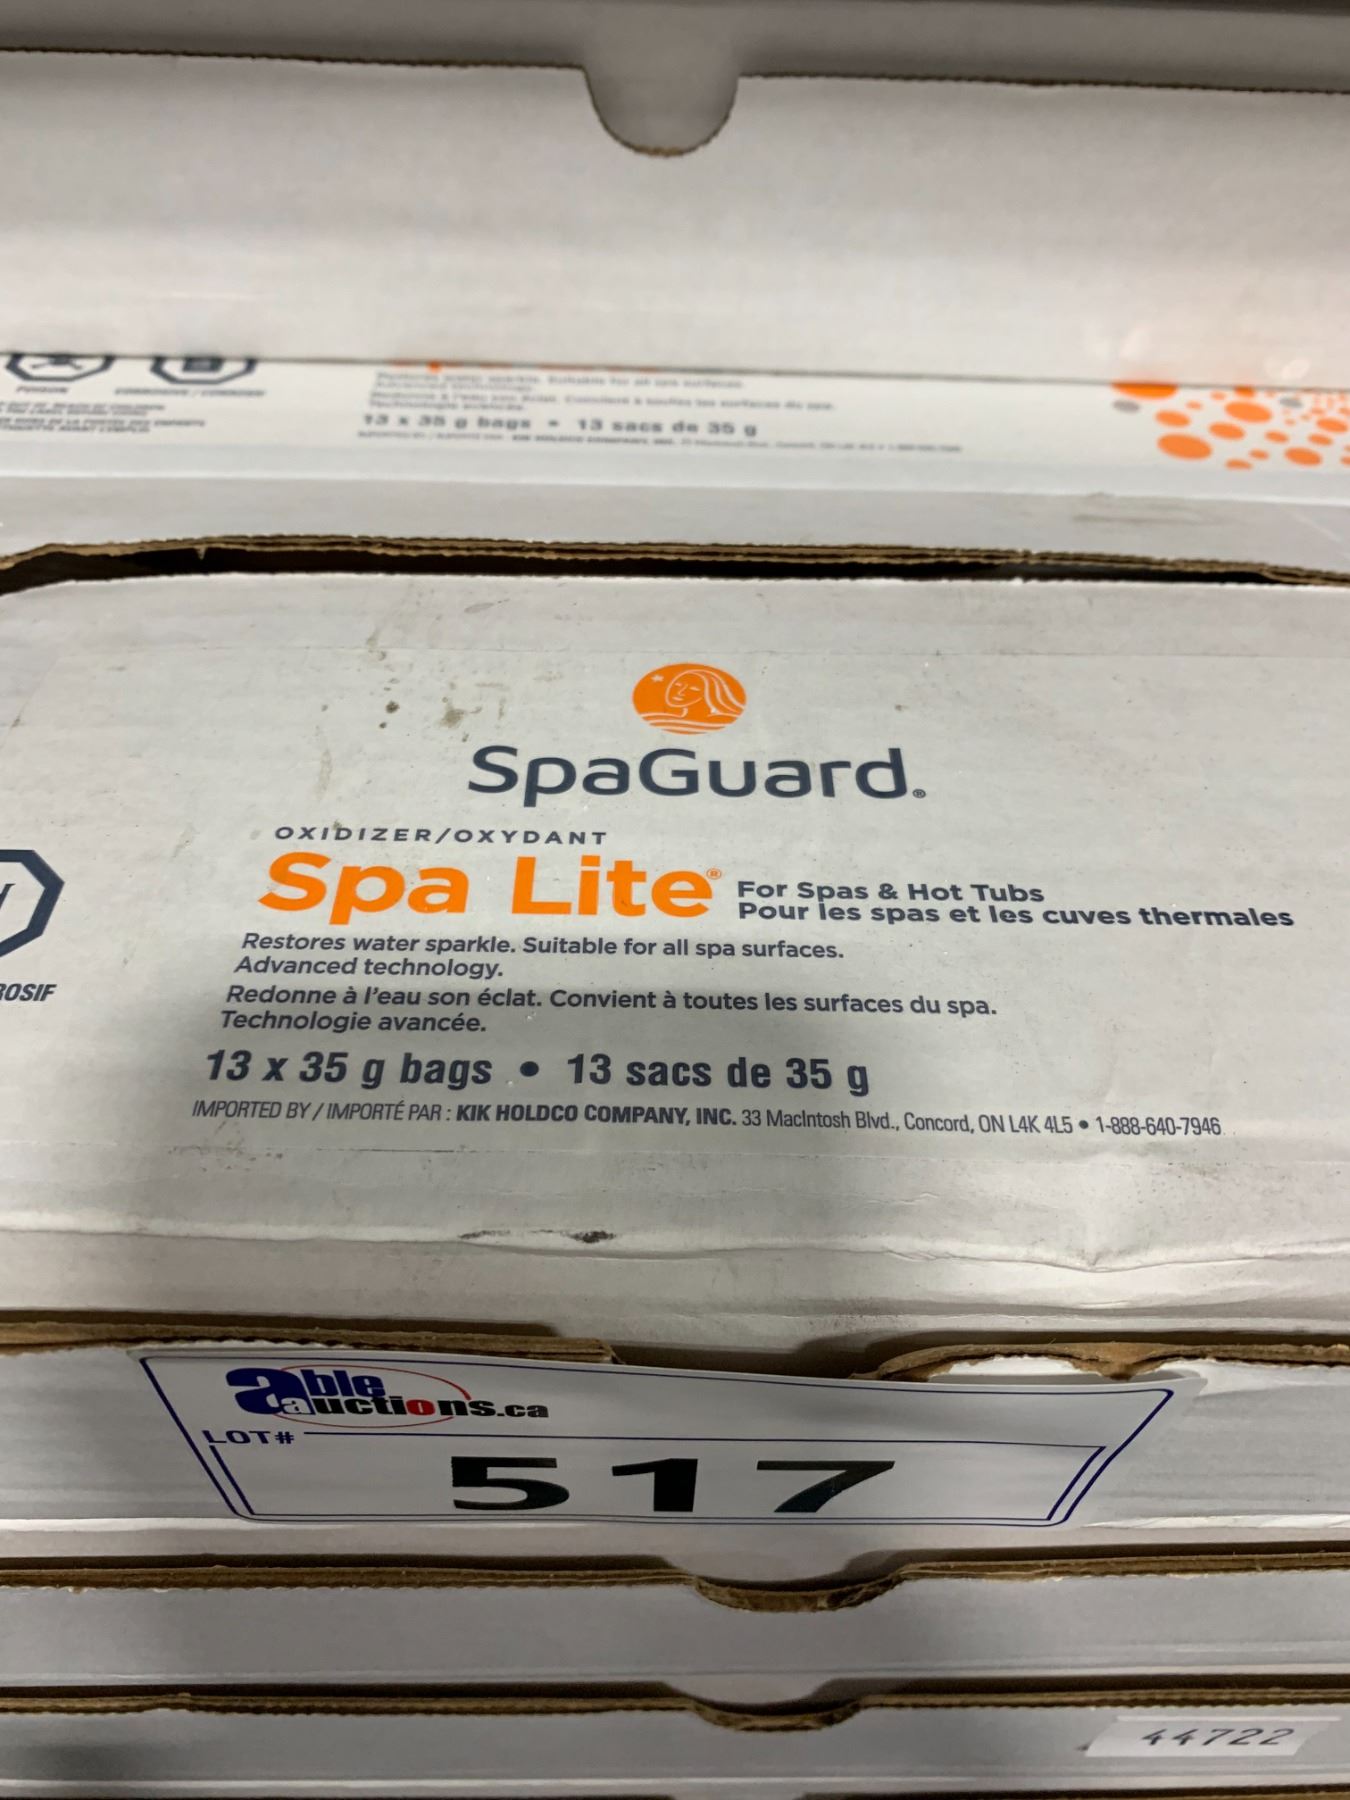 POISON
13 x 35 g bags • 13 sacs de 35 g
SpaGuard®
OXIDIZER/OXYDANT
Spa Lite® For Spas & Hot Tubs
Pour les spas et les cuves thermales
Restores water sparkle. Suitable for all spa surfaces.
Advanced technology.
Redonne à l'eau son éclat. Convient à toutes les surfaces du spa.
Technologie avancée.
13 x 35 g bags • 13 sacs de 35 g
IMPORTED BY / IMPORTÉ PAR : KIK HOLDCO COMPANY, INC. 33 MacIntosh Blvd., Concord, ON L4K 4L5 • 1-888-640-7946
ROSIF
able
auctions.ca
LOT#
517
44722